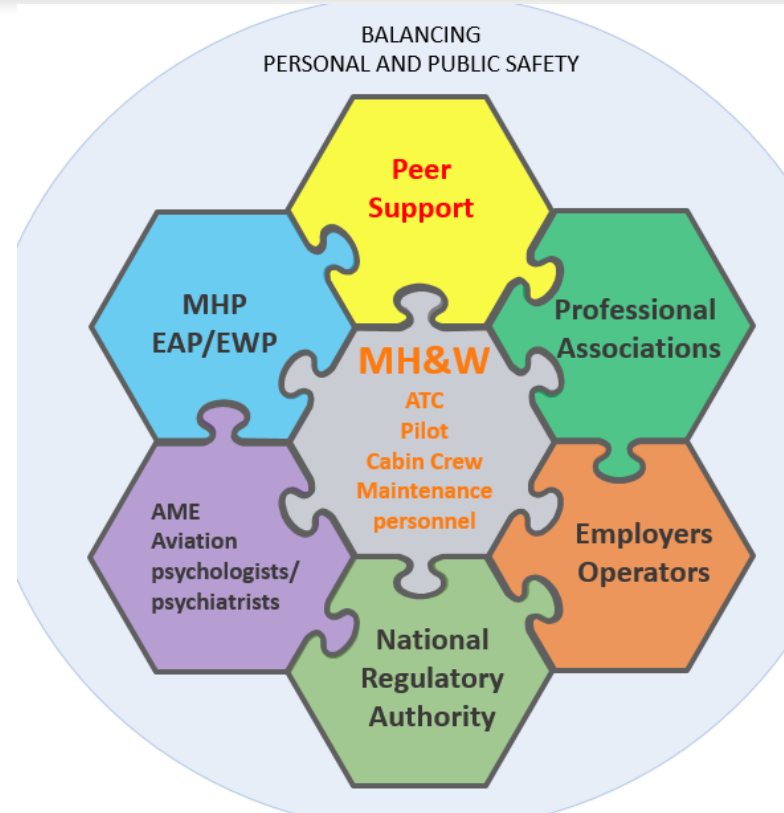 BALANCING
PERSONAL AND PUBLIC SAFETY
Peer
Support
MHP
EAP/EWP
Professional
Associations
MH&W
ATC
Pilot
Cabin Crew
Maintenance
personnel
AME
Aviation
psychologists/
psychiatrists
Employers
Operators
National
Regulatory
Authority